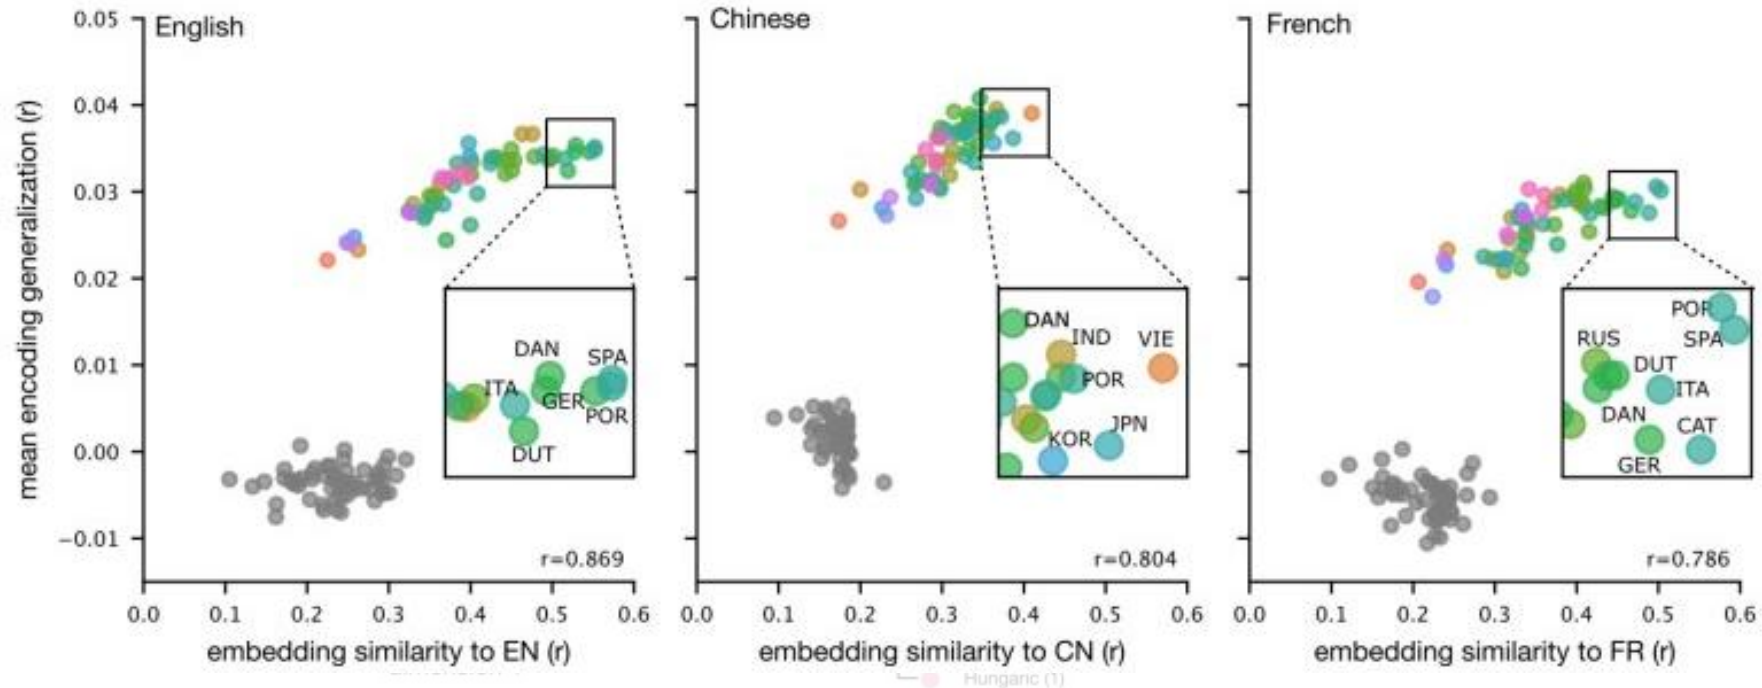 English
Chinese
French
mean encoding generalization (r)
0.05
0.04
0.03
0.02
0.01
0.00
−0.01
DAN
SPA
ITA
GER
POR
DUT
r=0.869
0.0 0.1 0.2 0.3 0.4 0.5 0.6
embedding similarity to EN (r)
DAN
IND
VIE
POR
JPN
KOR
r=0.804
0.0 0.1 0.2 0.3 0.4 0.5 0.6
embedding similarity to CN (r)
POR
SPA
RUS
DUT
ITA
DAN
CAT
GER
r=0.786
0.0 0.1 0.2 0.3 0.4 0.5 0.6
embedding similarity to FR (r)
Hungaric (1)